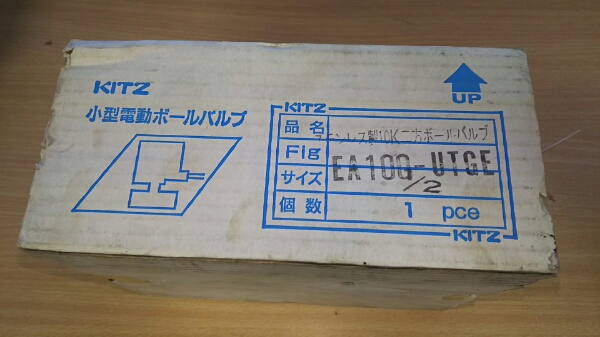 KITZ
小型電動ボールバルブ
UP
KITZ
品名 ステンレス製10K二方ボールバルブ
Fig EA100-UTGE
サイズ 1/2
個数 1 pce
KITZ